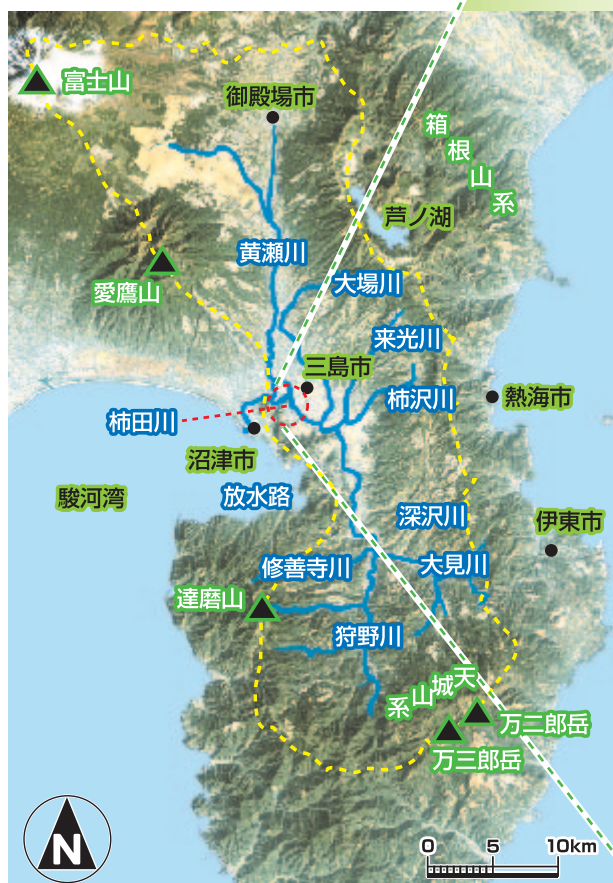 富士山
御殿場市
箱根山系
芦ノ湖
黄瀬川
愛鷹山
大場川
来光川
三島市
柿沢川
熱海市
柿田川
沼津市
駿河湾
放水路
深沢川
伊東市
修善寺川
大見川
達磨山
狩野川
天城山系
万二郎岳
万三郎岳
N
0 5 10km